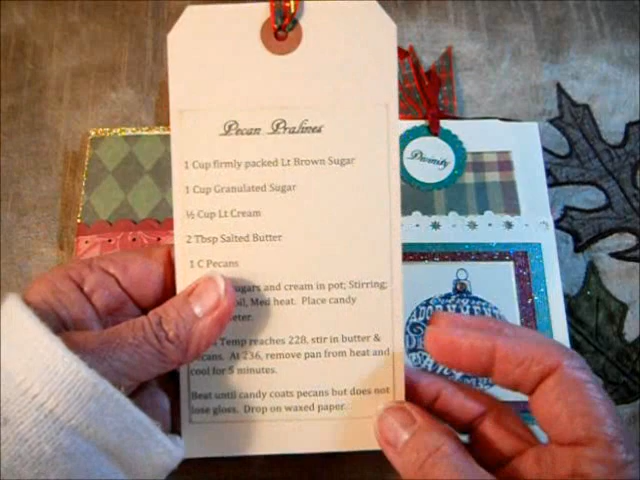 Pecan Pralines
1 Cup firmly packed Lt Brown Sugar
1 Cup Granulated Sugar
½ Cup Lt Cream
2 Tbsp Salted Butter
1 C Pecans
sugars and cream in pot; Stirring;
Med heat. Place candy
Temp reaches 228, stir in butter &
pecans. At 236, remove pan from heat and
cool for 5 minutes.
Beat until candy coats pecans but does not
lose gloss. Drop on waxed paper.
Divinity